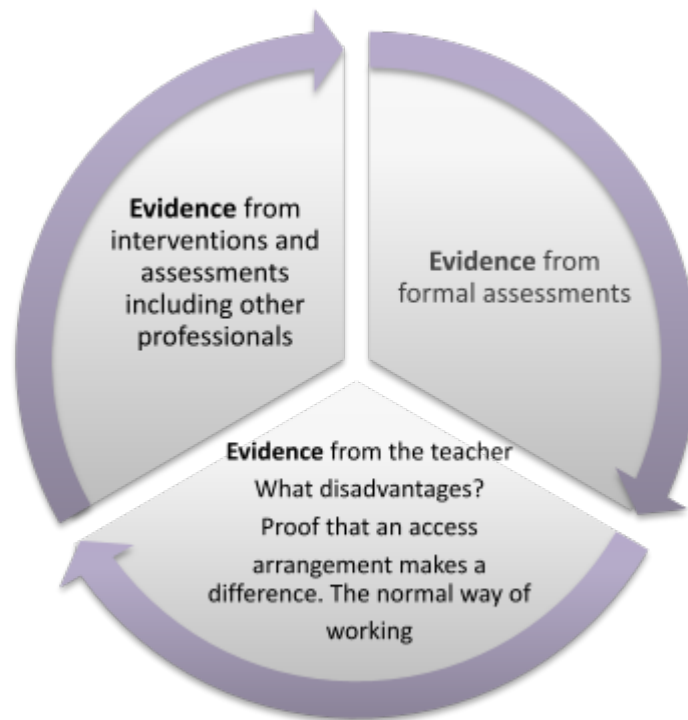 Evidence from
interventions and
assessments
including other
professionals
Evidence from
formal assessments
Evidence from the teacher
What disadvantages?
Proof that an access
arrangement makes a
difference. The normal way of
working